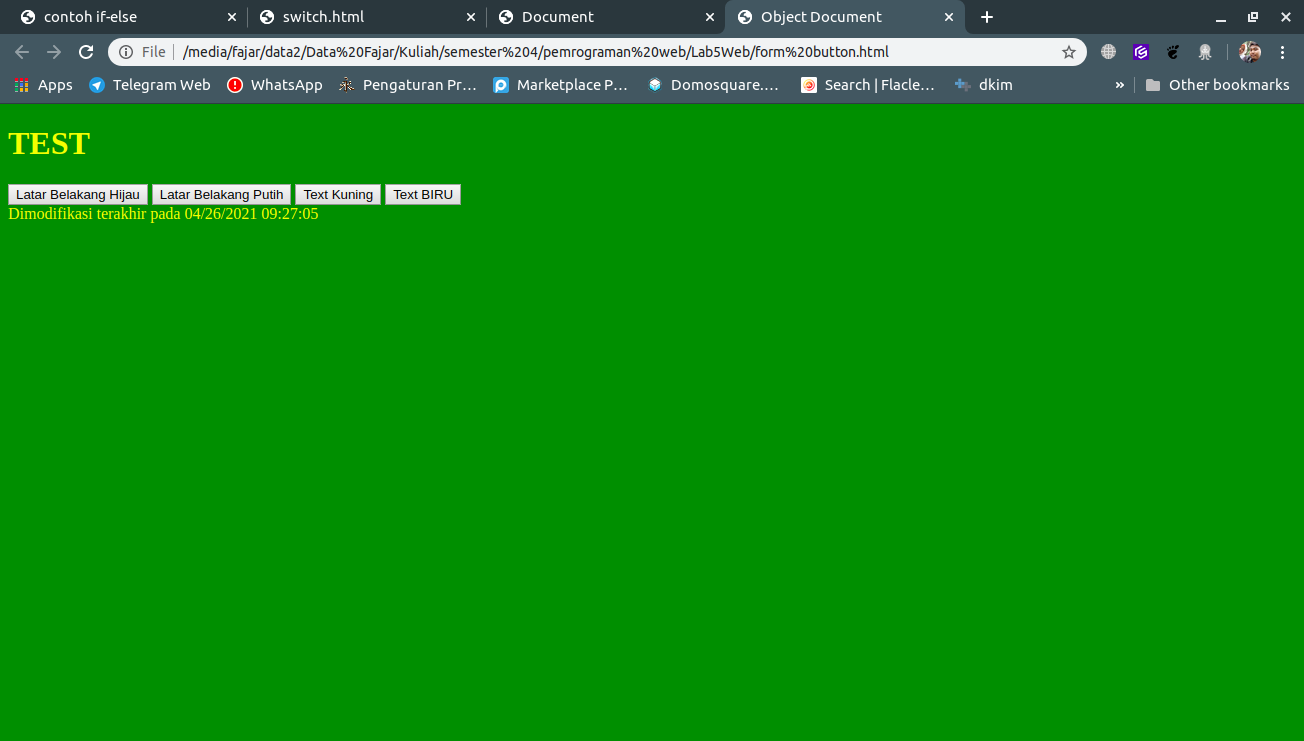 contoh if-else switch.html Document Object Document
File /media/fajar/data2/Data%20Fajar/Kuliah/semester%204/pemrograman%20web/Lab5Web/form%20button.html
Apps Telegram Web WhatsApp Pengaturan Pr... Marketplace P... Domosquare.... Search | Flacle... dkim » Other bookmarks
TEST
Latar Belakang Hijau Latar Belakang Putih Text Kuning Text BIRU
Dimodifikasi terakhir pada 04/26/2021 09:27:05